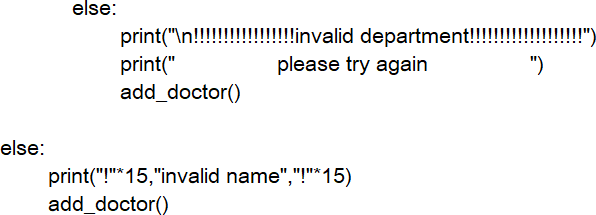 else:
print("\n!!!!!!!!!!!!!!!!!invalid department!!!!!!!!!!!!!!!!!!!")
print("                 please try again                 ")
add_doctor()
else:
print("!"*15,"invalid name","!"*15)
add_doctor()